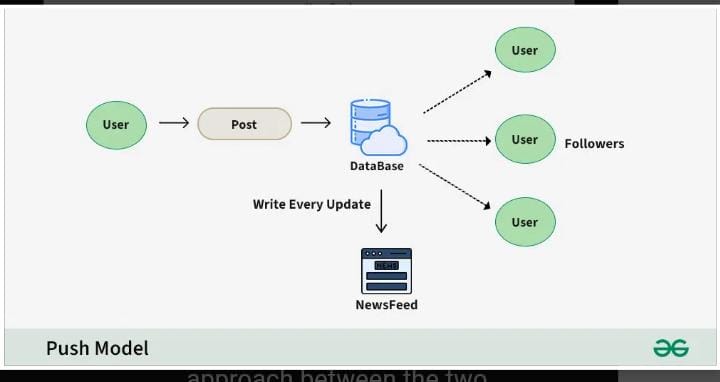 User
Post
DataBase
User
User
Followers
User
Write Every Update
NEWS
NewsFeed
Push Model
approach between the two